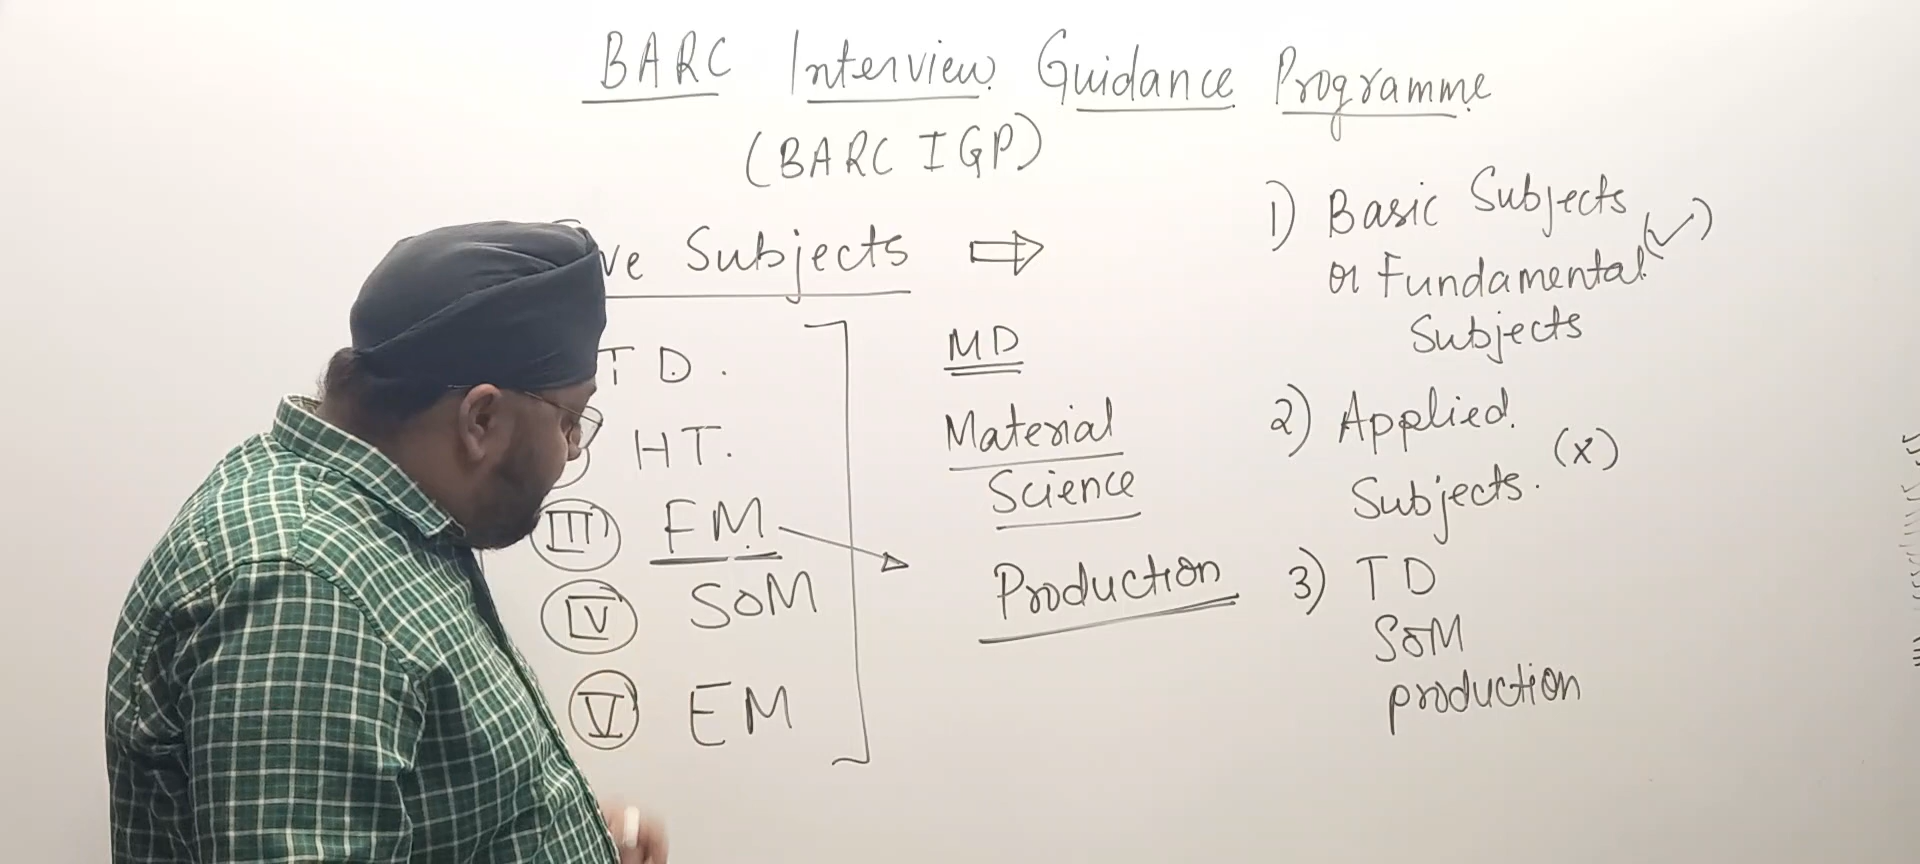 BARC Interview Guidance Programme
(BARC IGP)
ve Subjects ⇨
TD.
HT.
III FM
IV SOM
V EM
MD
Material
Science
Production
1) Basic Subjects
or Fundamental (✓)
Subjects
2) Applied.
Subjects. (x)
3) TD
SOM
production